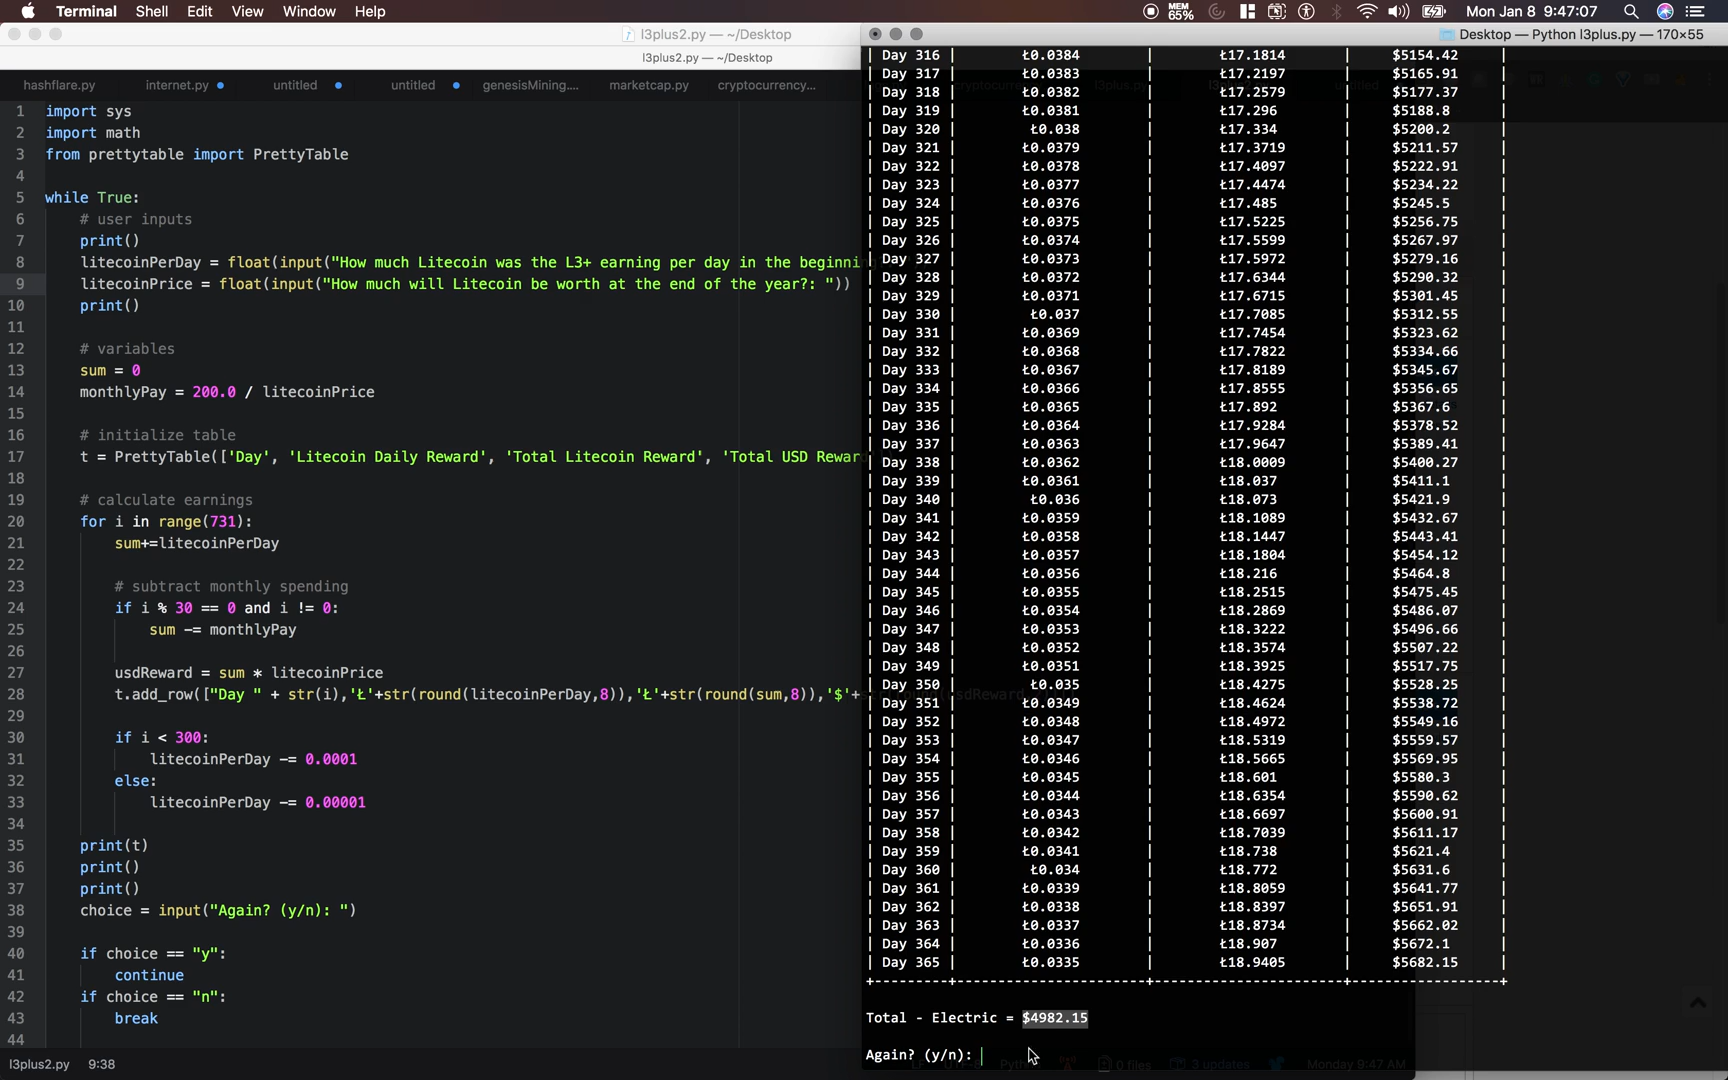 Terminal Shell Edit View Window Help MEM 65% Mon Jan 8 9:47:07
l3plus2.py — ~/Desktop
l3plus2.py — ~/Desktop
hashflare.py internet.py untitled untitled genesisMining.... marketcap.py cryptocurrency...
1 import sys
2 import math
3 from prettytable import PrettyTable
4
5 while True:
6 # user inputs
7 print()
8 litecoinPerDay = float(input("How much Litecoin was the L3+ earning per day in the beginnin
9 litecoinPrice = float(input("How much will Litecoin be worth at the end of the year?: "))
10 print()
11
12 # variables
13 sum = 0
14 monthlyPay = 200.0 / litecoinPrice
15
16 # initialize table
17 t = PrettyTable(['Day', 'Litecoin Daily Reward', 'Total Litecoin Reward', 'Total USD Reward
18
19 # calculate earnings
20 for i in range(731):
21 sum+=litecoinPerDay
22
23 # subtract monthly spending
24 if i % 30 == 0 and i != 0:
25 sum -= monthlyPay
26
27 usdReward = sum * litecoinPrice
28 t.add_row(["Day " + str(i),'Ł'+str(round(litecoinPerDay,8)),'Ł'+str(round(sum,8)),'$'+
29
30 if i < 300:
31 litecoinPerDay -= 0.0001
32 else:
33 litecoinPerDay -= 0.00001
34
35 print(t)
36 print()
37 print()
38 choice = input("Again? (y/n): ")
39
40 if choice == "y":
41 continue
42 if choice == "n":
43 break
44
l3plus2.py 9:38
Desktop — Python l3plus.py — 170×55
| Day 316 | Ł0.0384 | Ł17.1814 | $5154.42 |
| Day 317 | Ł0.0383 | Ł17.2197 | $5165.91 |
| Day 318 | Ł0.0382 | Ł17.2579 | $5177.37 |
| Day 319 | Ł0.0381 | Ł17.296 | $5188.8 |
| Day 320 | Ł0.038 | Ł17.334 | $5200.2 |
| Day 321 | Ł0.0379 | Ł17.3719 | $5211.57 |
| Day 322 | Ł0.0378 | Ł17.4097 | $5222.91 |
| Day 323 | Ł0.0377 | Ł17.4474 | $5234.22 |
| Day 324 | Ł0.0376 | Ł17.485 | $5245.5 |
| Day 325 | Ł0.0375 | Ł17.5225 | $5256.75 |
| Day 326 | Ł0.0374 | Ł17.5599 | $5267.97 |
| Day 327 | Ł0.0373 | Ł17.5972 | $5279.16 |
| Day 328 | Ł0.0372 | Ł17.6344 | $5290.32 |
| Day 329 | Ł0.0371 | Ł17.6715 | $5301.45 |
| Day 330 | Ł0.037 | Ł17.7085 | $5312.55 |
| Day 331 | Ł0.0369 | Ł17.7454 | $5323.62 |
| Day 332 | Ł0.0368 | Ł17.7822 | $5334.66 |
| Day 333 | Ł0.0367 | Ł17.8189 | $5345.67 |
| Day 334 | Ł0.0366 | Ł17.8555 | $5356.65 |
| Day 335 | Ł0.0365 | Ł17.892 | $5367.6 |
| Day 336 | Ł0.0364 | Ł17.9284 | $5378.52 |
| Day 337 | Ł0.0363 | Ł17.9647 | $5389.41 |
| Day 338 | Ł0.0362 | Ł18.0009 | $5400.27 |
| Day 339 | Ł0.0361 | Ł18.037 | $5411.1 |
| Day 340 | Ł0.036 | Ł18.073 | $5421.9 |
| Day 341 | Ł0.0359 | Ł18.1089 | $5432.67 |
| Day 342 | Ł0.0358 | Ł18.1447 | $5443.41 |
| Day 343 | Ł0.0357 | Ł18.1804 | $5454.12 |
| Day 344 | Ł0.0356 | Ł18.216 | $5464.8 |
| Day 345 | Ł0.0355 | Ł18.2515 | $5475.45 |
| Day 346 | Ł0.0354 | Ł18.2869 | $5486.07 |
| Day 347 | Ł0.0353 | Ł18.3222 | $5496.66 |
| Day 348 | Ł0.0352 | Ł18.3574 | $5507.22 |
| Day 349 | Ł0.0351 | Ł18.3925 | $5517.75 |
| Day 350 | Ł0.035 | Ł18.4275 | $5528.25 |
| Day 351 | Ł0.0349 | Ł18.4624 | $5538.72 |
| Day 352 | Ł0.0348 | Ł18.4972 | $5549.16 |
| Day 353 | Ł0.0347 | Ł18.5319 | $5559.57 |
| Day 354 | Ł0.0346 | Ł18.5665 | $5569.95 |
| Day 355 | Ł0.0345 | Ł18.601 | $5580.3 |
| Day 356 | Ł0.0344 | Ł18.6354 | $5590.62 |
| Day 357 | Ł0.0343 | Ł18.6697 | $5600.91 |
| Day 358 | Ł0.0342 | Ł18.7039 | $5611.17 |
| Day 359 | Ł0.0341 | Ł18.738 | $5621.4 |
| Day 360 | Ł0.034 | Ł18.772 | $5631.6 |
| Day 361 | Ł0.0339 | Ł18.8059 | $5641.77 |
| Day 362 | Ł0.0338 | Ł18.8397 | $5651.91 |
| Day 363 | Ł0.0337 | Ł18.8734 | $5662.02 |
| Day 364 | Ł0.0336 | Ł18.907 | $5672.1 |
| Day 365 | Ł0.0335 | Ł18.9405 | $5682.15 |
Total - Electric = $4982.15
Again? (y/n):
0 files 3 updates Monday 9:47 AM